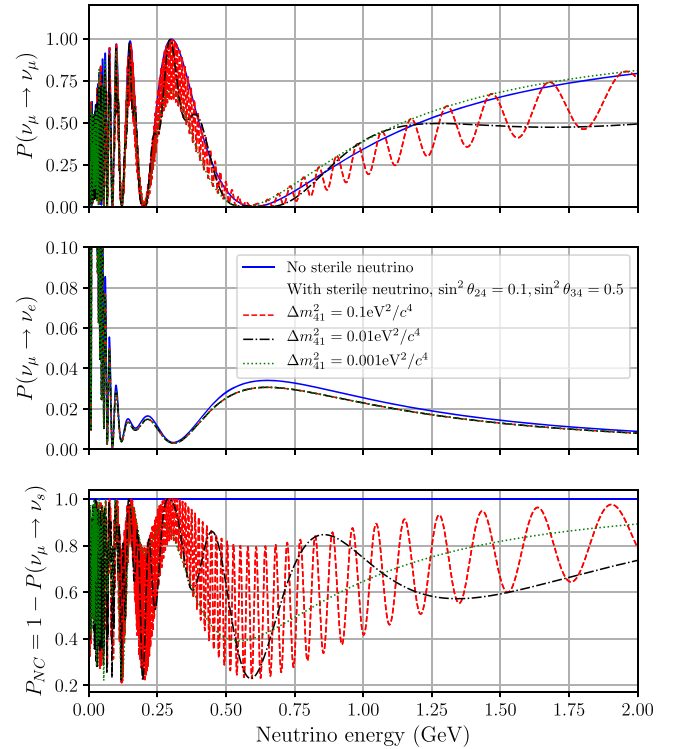 1.00
0.75
0.50
0.25
0.00
P(νμ → νμ)
0.10
0.08
0.06
0.04
0.02
0.00
P(νμ → νe)
No sterile neutrino
With sterile neutrino, sin² θ24 = 0.1, sin² θ34 = 0.5
Δm²41 = 0.1eV²/c⁴
Δm²41 = 0.01eV²/c⁴
Δm²41 = 0.001eV²/c⁴
1.0
0.8
0.6
0.4
0.2
PNC = 1 − P(νμ → νs)
0.00 0.25 0.50 0.75 1.00 1.25 1.50 1.75 2.00
Neutrino energy (GeV)